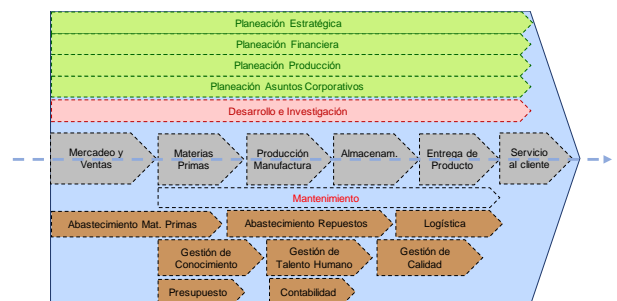 Planeación Estratégica
Planeación Financiera
Planeación Producción
Planeación Asuntos Corporativos
Desarrollo e Investigación
Mercadeo y
Ventas
Materias
Primas
Producción
Manufactura
Almacenam.
Entrega de
Producto
Servicio
al cliente
Mantenimiento
Abastecimiento Mat. Primas
Abastecimiento Repuestos
Logística
Gestión de
Conocimiento
Gestión de
Talento Humano
Gestión de
Calidad
Presupuesto
Contabilidad